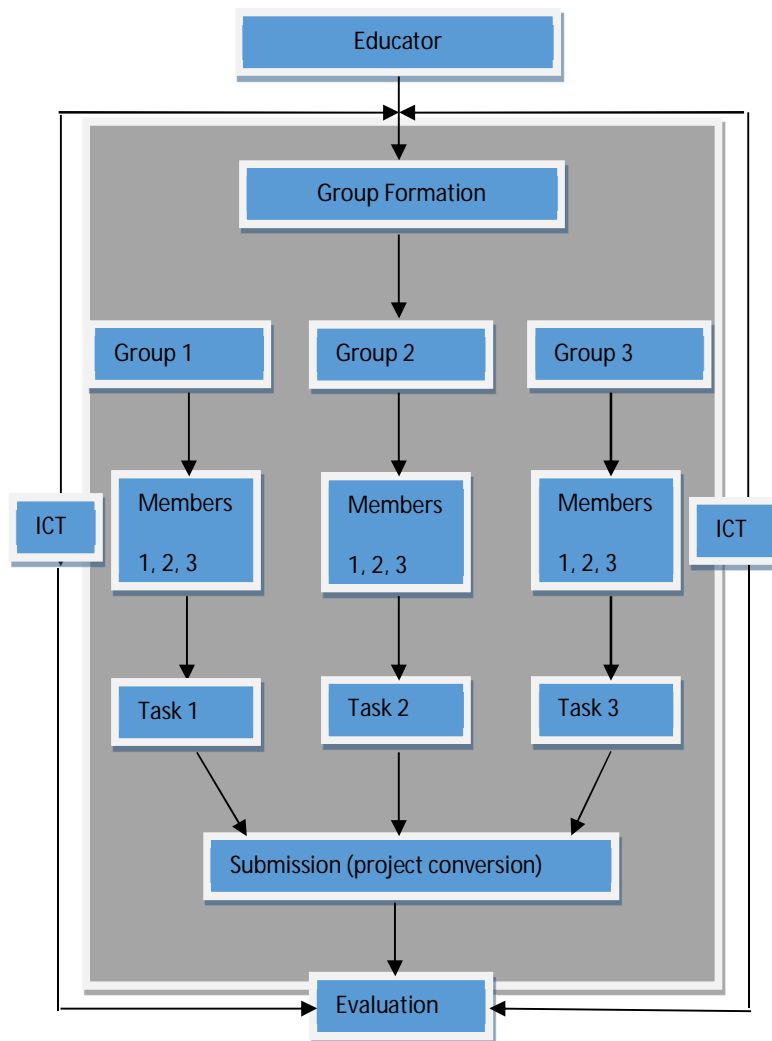 Educator
Group Formation
Group 1
Group 2
Group 3
Members
1, 2, 3
Members
1, 2, 3
Members
1, 2, 3
ICT
ICT
Task 1
Task 2
Task 3
Submission (project conversion)
Evaluation